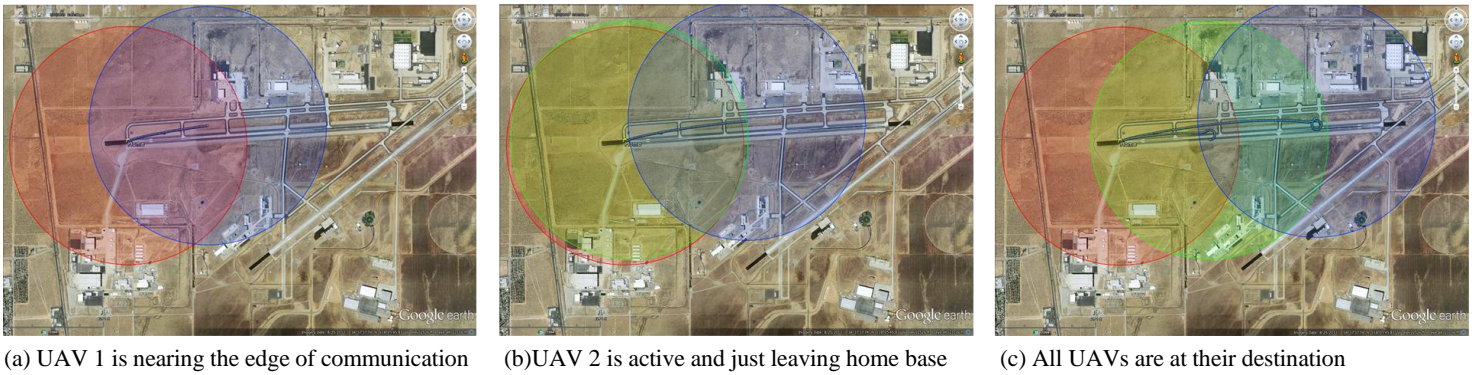 Google earth
Google earth
Google earth
(a) UAV 1 is nearing the edge of communication
(b)UAV 2 is active and just leaving home base
(c) All UAVs are at their destination